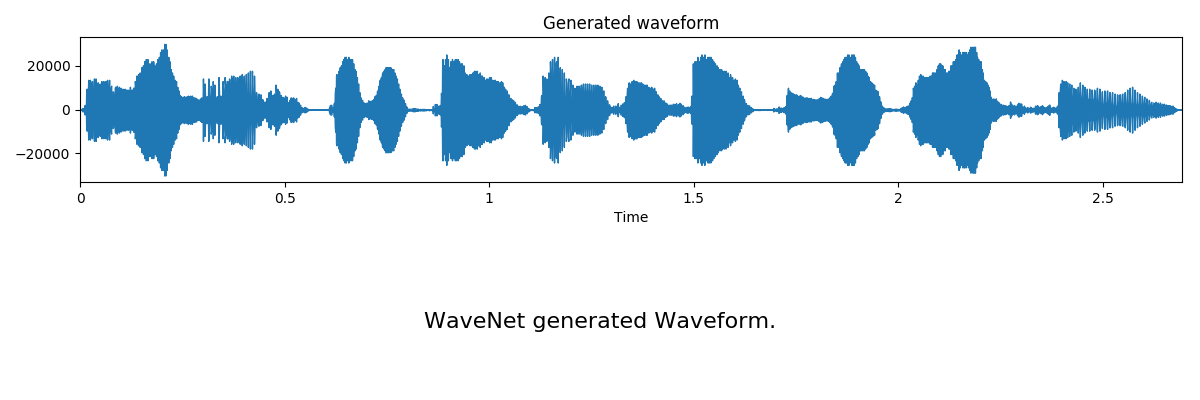 Generated waveform
20000
0
−20000
0 0.5 1 1.5 2 2.5
Time
WaveNet generated Waveform.